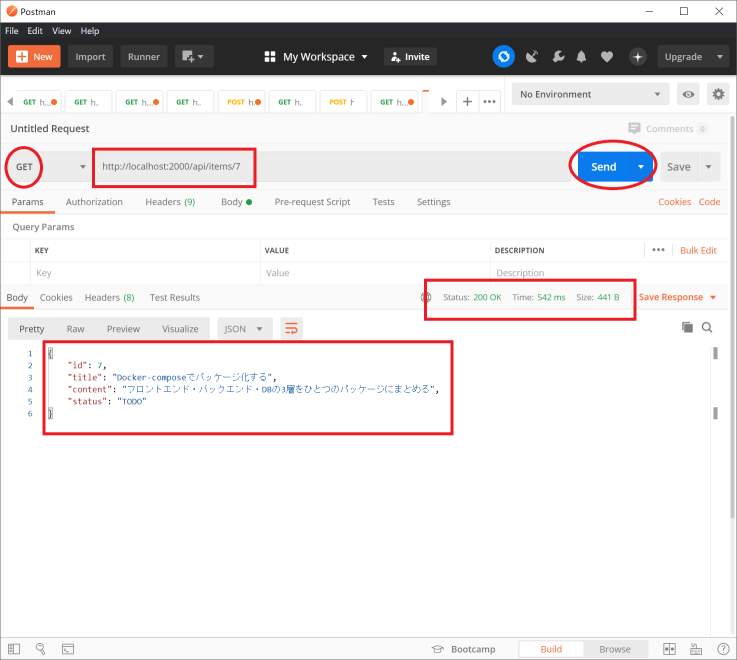 Postman
File Edit View Help
New Import Runner My Workspace Invite Upgrade
GET h... GET h.. GET h... GET h.. POST h. GET h.. POST h GET h... No Environment
Untitled Request Comments 0
GET http://localhost:2000/api/items/7 Send Save
Params Authorization Headers (9) Body Pre-request Script Tests Settings Cookies Code
Query Params
KEY VALUE DESCRIPTION Bulk Edit
Key Value Description
Body Cookies Headers (8) Test Results Status: 200 OK Time: 542 ms Size: 441 B Save Response
Pretty Raw Preview Visualize JSON
1 {
2 "id": 7,
3 "title": "Docker-composeでパッケージ化する",
4 "content": "フロントエンド・バックエンド・DBの3層をひとつのパッケージにまとめる",
5 "status": "TODO"
6 }
Bootcamp Build Browse